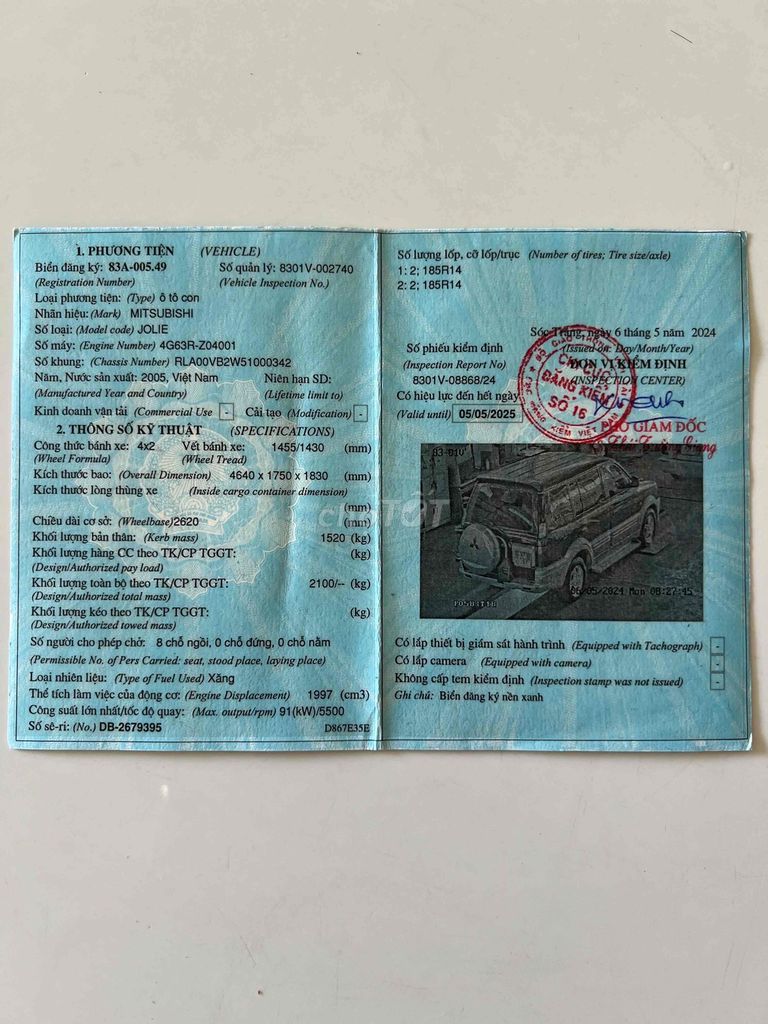 1. PHƯƠNG TIỆN (VEHICLE)
Biển đăng ký: 83A-005.49 Số quản lý: 8301V-002740
(Registration Number) (Vehicle Inspection No.)
Loại phương tiện: (Type) ô tô con
Nhãn hiệu: (Mark) MITSUBISHI
Số loại: (Model code) JOLIE
Số máy: (Engine Number) 4G63R-Z04001
Số khung: (Chassis Number) RLA00VB2W51000342
Năm, Nước sản xuất: 2005, Việt Nam Niên hạn SD:
(Manufactured Year and Country) (Lifetime limit to)
Kinh doanh vận tải (Commercial Use) - Cải tạo (Modification) -
2. THÔNG SỐ KỸ THUẬT (SPECIFICATIONS)
Công thức bánh xe: 4x2 Vết bánh xe: 1455/1430 (mm)
(Wheel Formula) (Wheel Tread)
Kích thước bao: (Overall Dimension) 4640 x 1750 x 1830 (mm)
Kích thước lòng thùng xe (Inside cargo container dimension)
(mm)
Chiều dài cơ sở: (Wheelbase)2620 (mm)
Khối lượng bản thân: (Kerb mass) 1520 (kg)
Khối lượng hàng CC theo TK/CP TGGT: (kg)
(Design/Authorized pay load)
Khối lượng toàn bộ theo TK/CP TGGT: 2100/-- (kg)
(Design/Authorized total mass)
Khối lượng kéo theo TK/CP TGGT: (kg)
(Design/Authorized towed mass)
Số người cho phép chở: 8 chỗ ngồi, 0 chỗ đứng, 0 chỗ nằm
(Permissible No. of Pers Carried: seat, stood place, laying place)
Loại nhiên liệu: (Type of Fuel Used) Xăng
Thể tích làm việc của động cơ: (Engine Displacement) 1997 (cm3)
Công suất lớn nhất/tốc độ quay: (Max. output/rpm) 91(kW)/5500
Số sê-ri: (No.) DB-2679395 D867E35E
Số lượng lốp, cỡ lốp/trục (Number of tires; Tire size/axle)
1: 2; 185R14
2: 2; 185R14
Sóc Trăng, ngày 6 tháng 5 năm 2024
Số phiếu kiểm định (Issued on: Day/Month/Year)
(Inspection Report No) ĐƠN VỊ KIỂM ĐỊNH
8301V-08868/24 (INSPECTION CENTER)
Có hiệu lực đến hết ngày
(Valid until) 05/05/2025
PHÓ GIÁM ĐỐC
ĐĂNG KIỂM
SỐ 16
CHỢ TỐT
06/05/2024 Mon 08:27:45
Có lắp thiết bị giám sát hành trình (Equipped with Tachograph) -
Có lắp camera (Equipped with camera) -
Không cấp tem kiểm định (Inspection stamp was not issued) -
Ghi chú: Biển đăng ký nền xanh